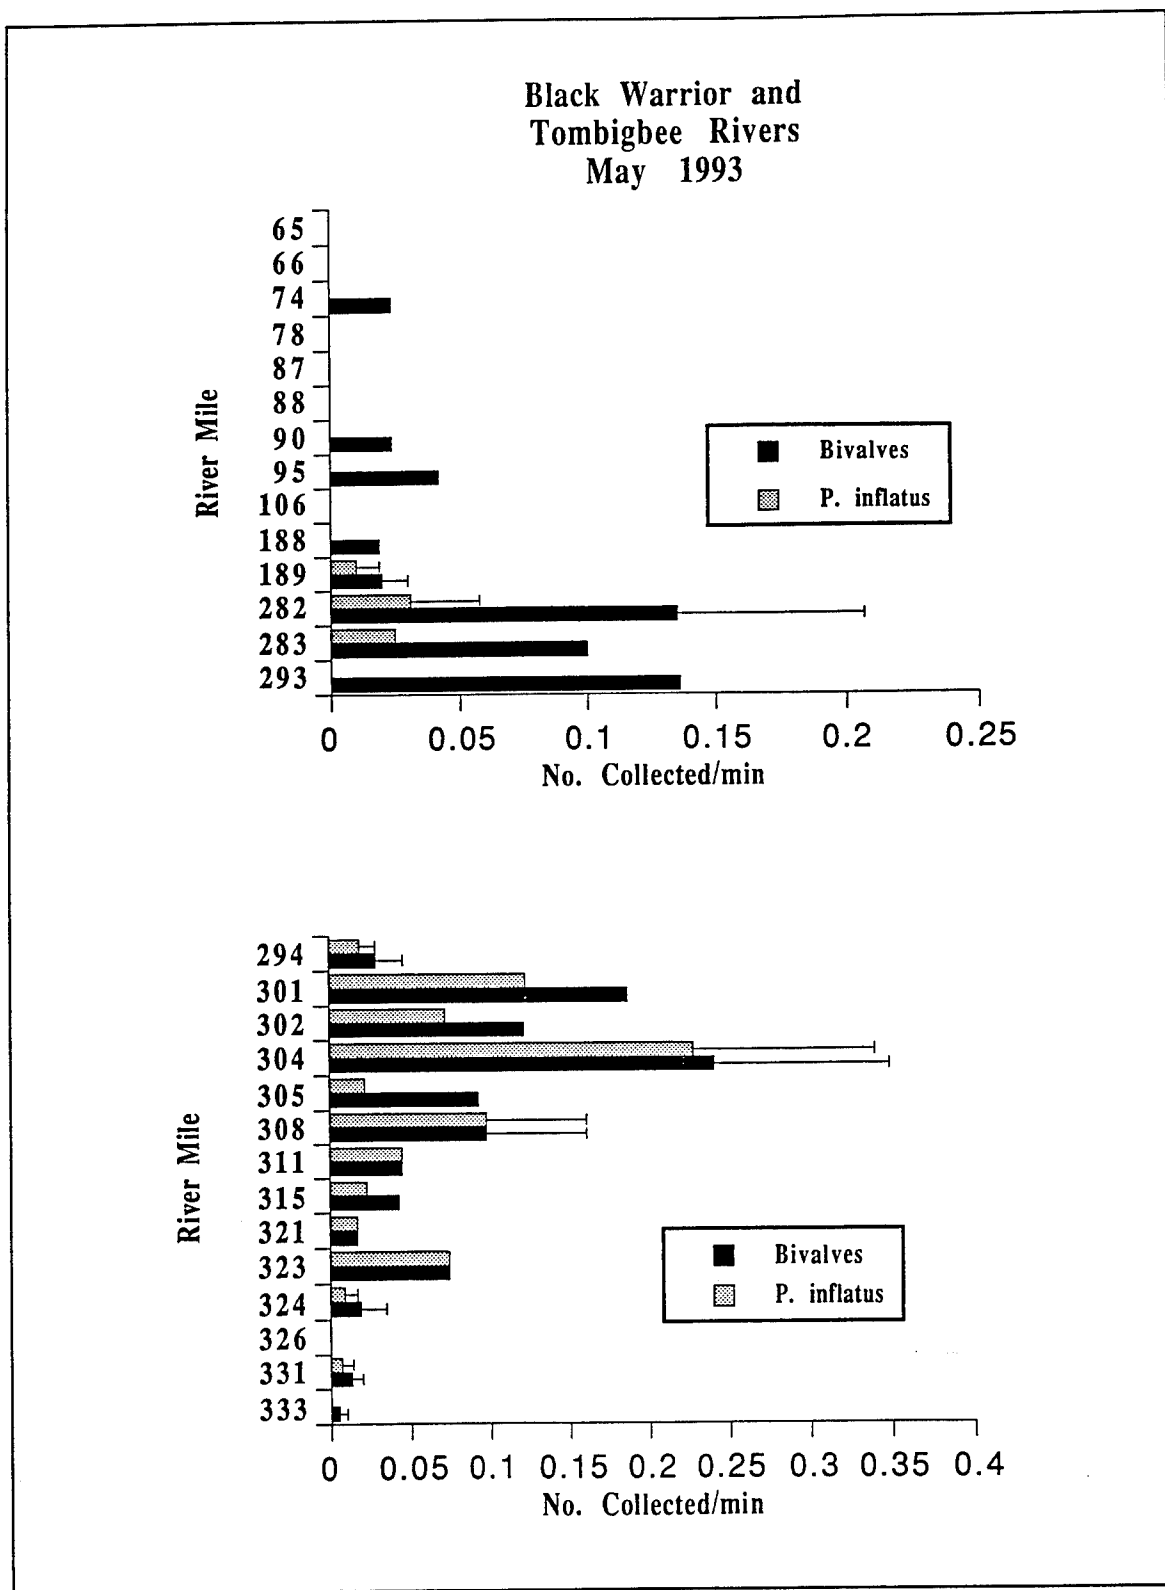 Black Warrior and
Tombigbee Rivers
May 1993
65
66
74
78
87
88
90
95
106
188
189
282
283
293
River Mile
Bivalves
P. inflatus
0 0.05 0.1 0.15 0.2 0.25
No. Collected/min
294
301
302
304
305
308
311
315
321
323
324
326
331
333
River Mile
Bivalves
P. inflatus
0 0.05 0.1 0.15 0.2 0.25 0.3 0.35 0.4
No. Collected/min